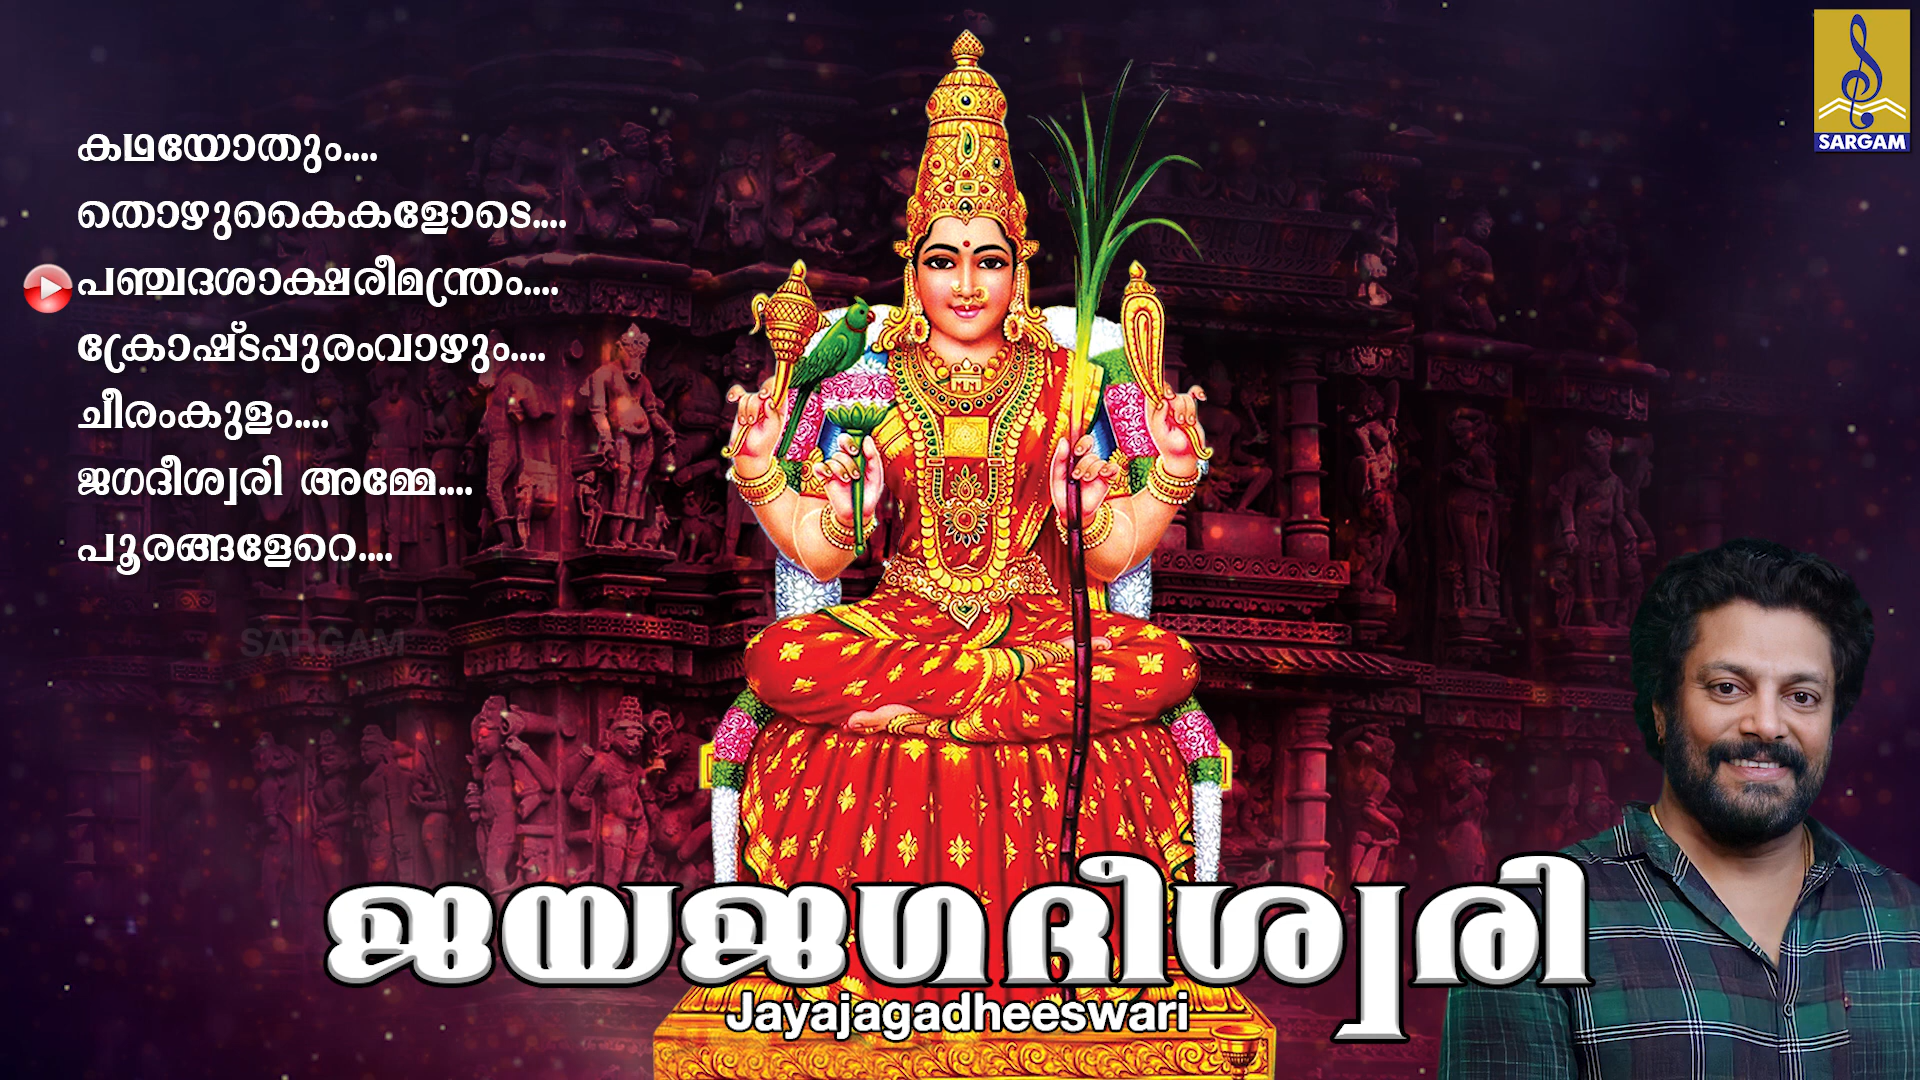 SARGAM
കഥയോതും....
തൊഴുകൈകളോടെ....
പഞ്ചദശാക്ഷരീമന്ത്രം....
ക്രോഷ്ടപ്പുരംവാഴും....
ചീരംകുളം....
ജഗദീശ്വരി അമ്മേ....
പൂരങ്ങളേറെ....
SARGAM
ജയജഗദീശ്വരി
Jayajagadheeswari